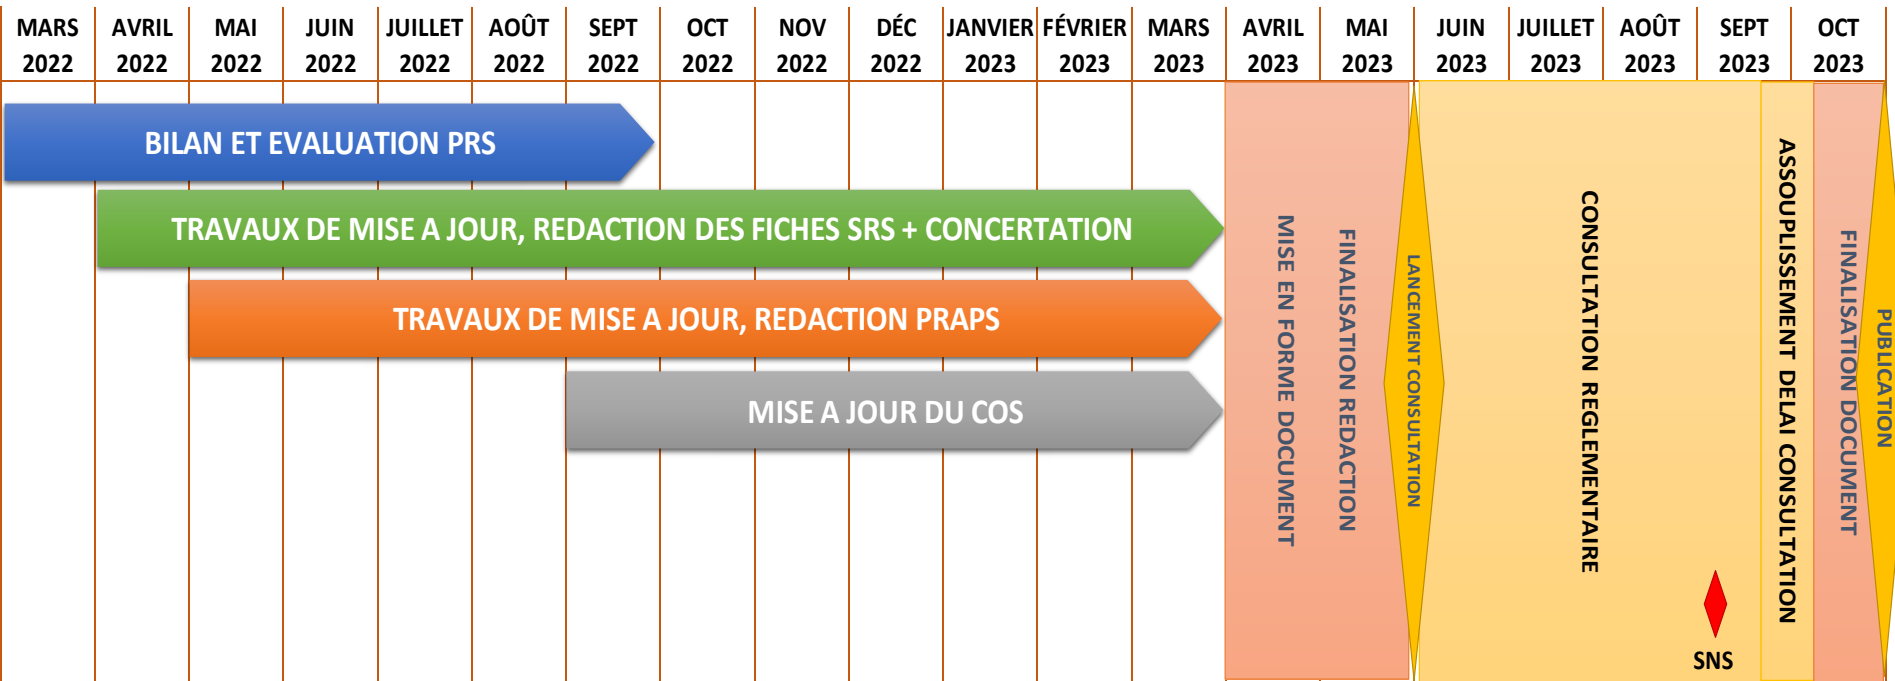 MARS AVRIL MAI JUIN JUILLET AOÛT SEPT OCT NOV DÉC JANVIER FÉVRIER MARS AVRIL MAI JUIN JUILLET AOÛT SEPT OCT
2022 2022 2022 2022 2022 2022 2022 2022 2022 2022 2023 2023 2023 2023 2023 2023 2023 2023 2023 2023
BILAN ET EVALUATION PRS
TRAVAUX DE MISE A JOUR, REDACTION DES FICHES SRS + CONCERTATION
TRAVAUX DE MISE A JOUR, REDACTION PRAPS
MISE A JOUR DU COS
MISE EN FORME DOCUMENT
FINALISATION REDACTION
LANCEMENT CONSULTATION
CONSULTATION REGLEMENTAIRE
SNS
ASSOUPLISSEMENT DELAI CONSULTATION
FINALISATION DOCUMENT
PUBLICATION